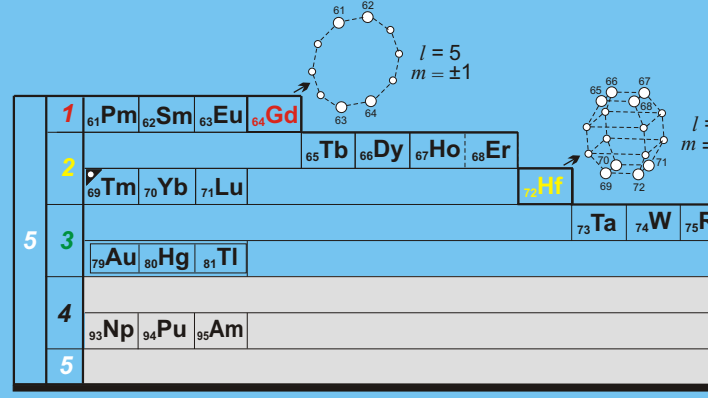 61 62
l = 5
m = ±1
63 64
66 67
65 68
l =
m =
70 71
69 72
1 61Pm 62Sm 63Eu 64Gd
2 65Tb 66Dy 67Ho 68Er
69Tm 70Yb 71Lu 72Hf
5 3 73Ta 74W 75R
79Au 80Hg 81Tl
4
93Np 94Pu 95Am
5